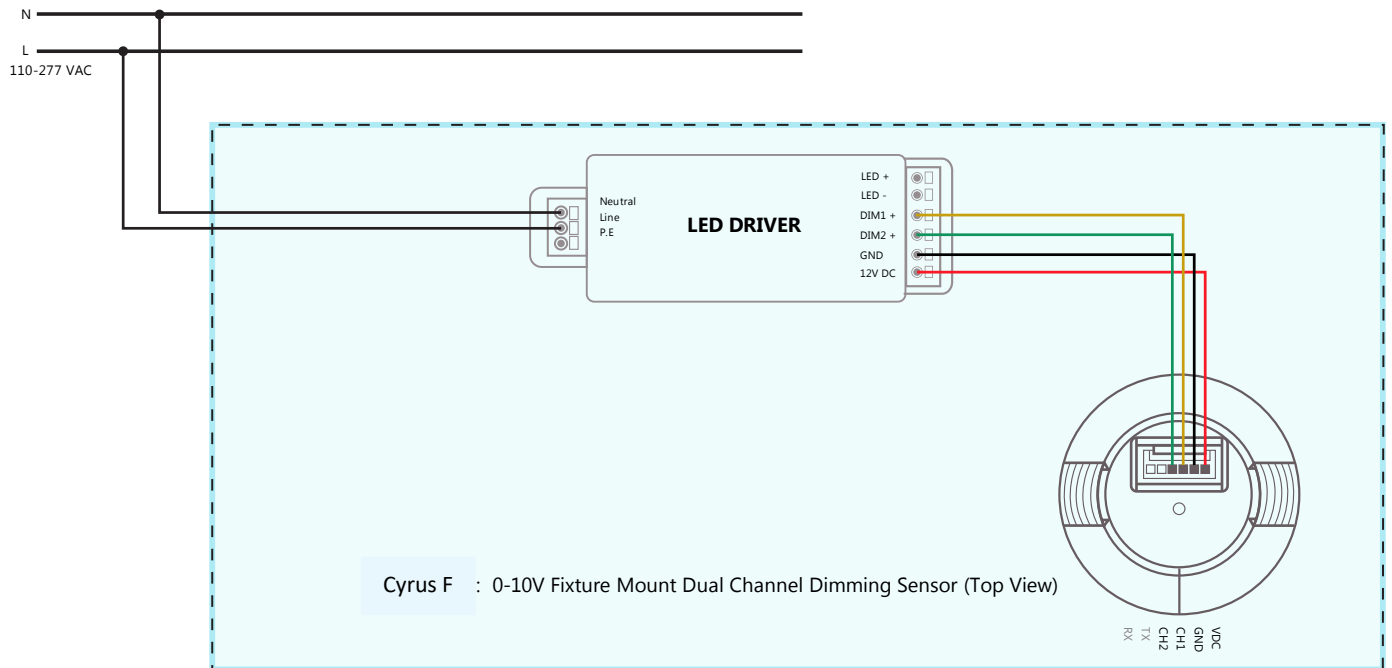 N
L
110-277 VAC
Neutral
Line
P.E
LED DRIVER
LED +
LED -
DIM1 +
DIM2 +
GND
12V DC
Cyrus F : 0-10V Fixture Mount Dual Channel Dimming Sensor (Top View)
RX
TX
CH2
CH1
GND
VDC